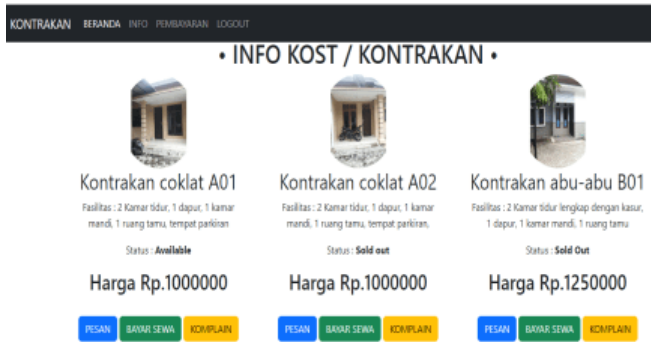 KONTRAKAN BERANDA INFO PEMBAYARAN LOGOUT
• INFO KOST / KONTRAKAN •
Kontrakan coklat A01
Fasilitas : 2 Kamar tidur, 1 dapur, 1 kamar
mandi, 1 ruang tamu, tempat parkiran
Status : Available
Harga Rp.1000000
PESAN BAYAR SEWA KOMPLAIN
Kontrakan coklat A02
Fasilitas : 2 Kamar tidur, 1 dapur, 1 kamar
mandi, 1 ruang tamu, tempat parkiran,
Status : Sold out
Harga Rp.1000000
PESAN BAYAR SEWA KOMPLAIN
Kontrakan abu-abu B01
Fasilitas : 2 Kamar tidur lengkap dengan kasur,
1 dapur, 1 kamar mandi, 1 ruang tamu
Status : Sold Out
Harga Rp.1250000
PESAN BAYAR SEWA KOMPLAIN